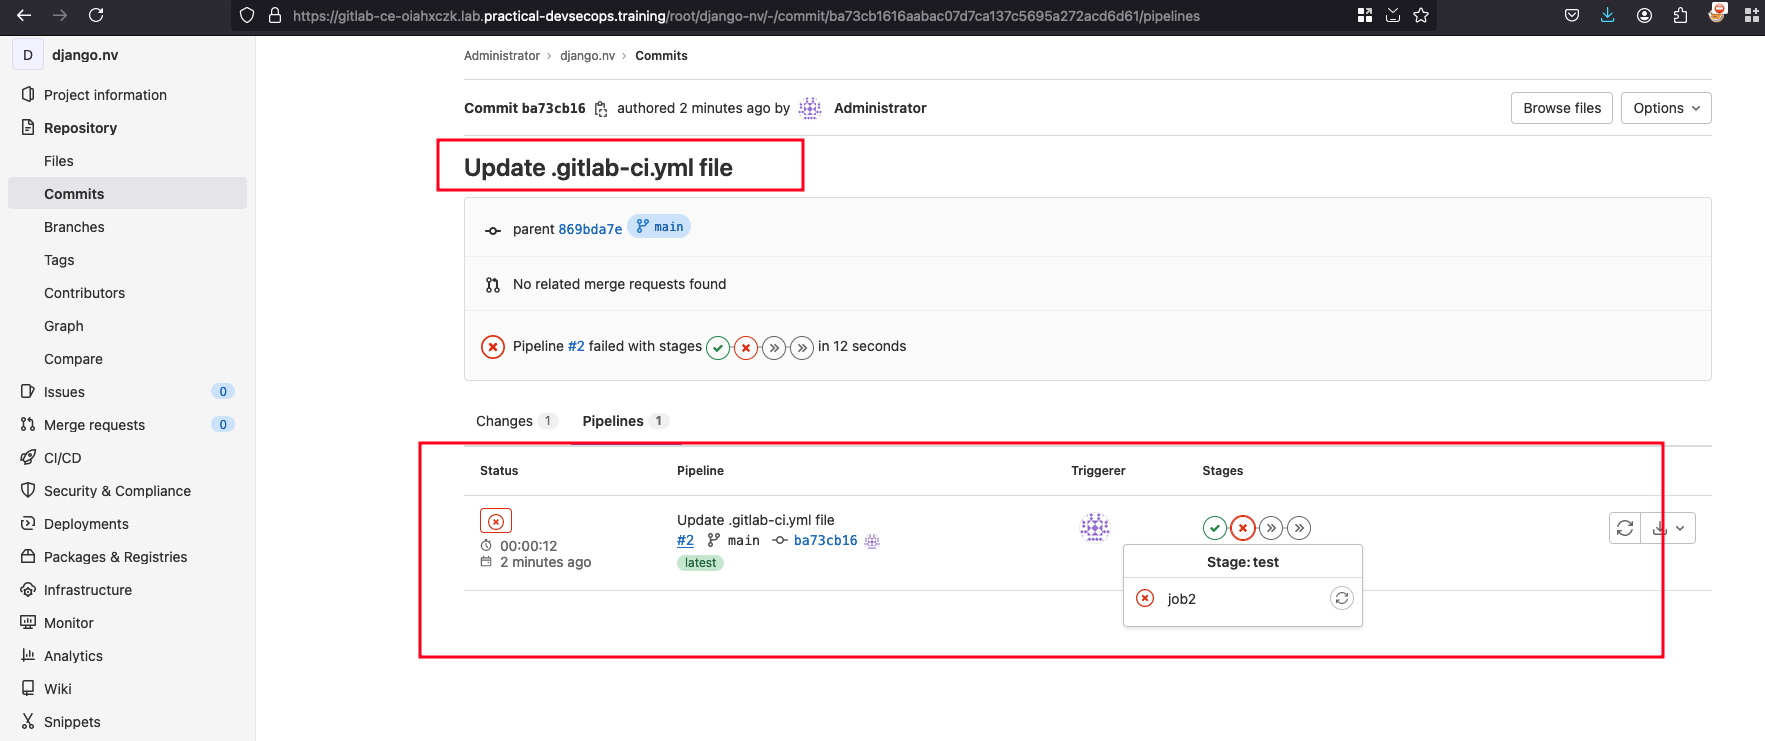 https://gitlab-ce-oiahxczk.lab.practical-devsecops.training/root/django-nv/-/commit/ba73cb1616aabac07d7ca137c5695a272acd6d61/pipelines
D django.nv
Project information
Repository
Files
Commits
Branches
Tags
Contributors
Graph
Compare
Issues 0
Merge requests 0
CI/CD
Security & Compliance
Deployments
Packages & Registries
Infrastructure
Monitor
Analytics
Wiki
Snippets
Administrator › django.nv › Commits
Commit ba73cb16 authored 2 minutes ago by Administrator
Browse files
Options
Update .gitlab-ci.yml file
parent 869bda7e main
No related merge requests found
Pipeline #2 failed with stages in 12 seconds
Changes 1 Pipelines 1
Status Pipeline Triggerer Stages
Update .gitlab-ci.yml file
00:00:12
2 minutes ago
#2 main ba73cb16
latest
Stage: test
job2